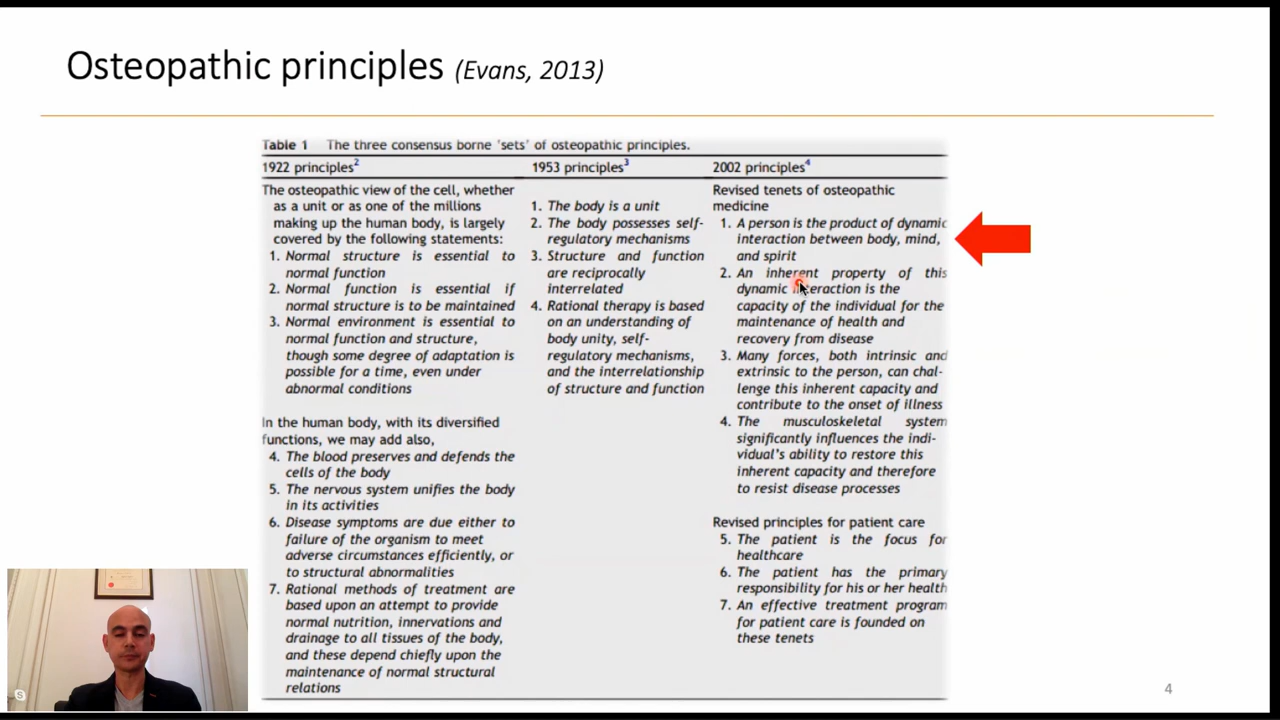 Osteopathic principles (Evans, 2013)
Table 1 The three consensus borne 'sets' of osteopathic principles.
1922 principles2
The osteopathic view of the cell, whether
as a unit or as one of the millions
making up the human body, is largely
covered by the following statements:
1. Normal structure is essential to
normal function
2. Normal function is essential if
normal structure is to be maintained
3. Normal environment is essential to
normal function and structure,
though some degree of adaptation is
possible for a time, even under
abnormal conditions
In the human body, with its diversified
functions, we may add also,
4. The blood preserves and defends the
cells of the body
5. The nervous system unifies the body
in its activities
6. Disease symptoms are due either to
failure of the organism to meet
adverse circumstances efficiently, or
to structural abnormalities
7. Rational methods of treatment are
based upon an attempt to provide
normal nutrition, innervations and
drainage to all tissues of the body,
and these depend chiefly upon the
maintenance of normal structural
relations
1953 principles3
1. The body is a unit
2. The body possesses self-
regulatory mechanisms
3. Structure and function
are reciprocally
interrelated
4. Rational therapy is based
on an understanding of
body unity, self-
regulatory mechanisms,
and the interrelationship
of structure and function
2002 principles4
Revised tenets of osteopathic
medicine
1. A person is the product of dynamic
interaction between body, mind,
and spirit
2. An inherent property of this
dynamic interaction is the
capacity of the individual for the
maintenance of health and
recovery from disease
3. Many forces, both intrinsic and
extrinsic to the person, can chal-
lenge this inherent capacity and
contribute to the onset of illness
4. The musculoskeletal system
significantly influences the indi-
vidual's ability to restore this
inherent capacity and therefore
to resist disease processes
Revised principles for patient care
5. The patient is the focus for
healthcare
6. The patient has the primary
responsibility for his or her health
7. An effective treatment program
for patient care is founded on
these tenets
S
4